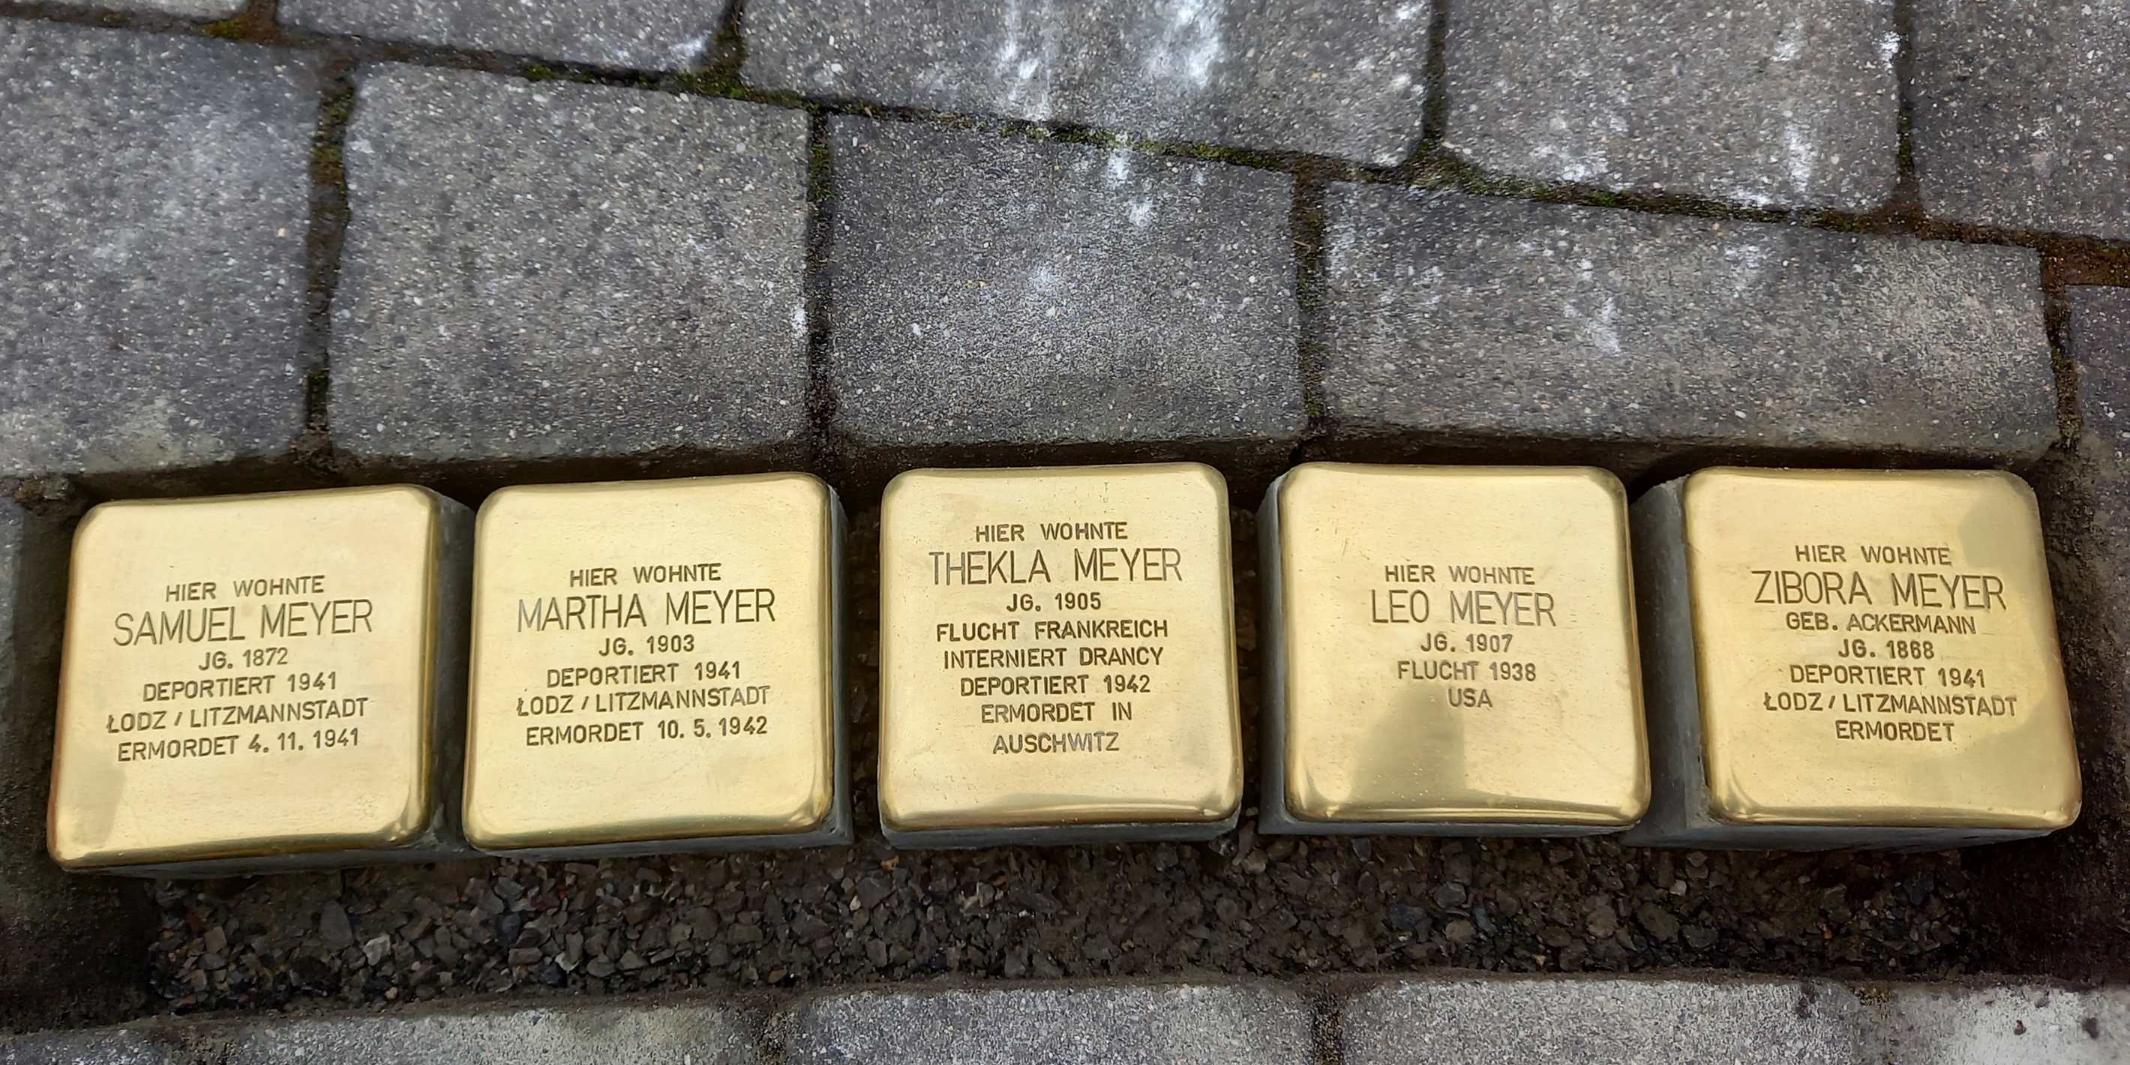 HIER WOHNTE
SAMUEL MEYER
JG. 1872
DEPORTIERT 1941
ŁODZ / LITZMANNSTADT
ERMORDET 4. 11. 1941
HIER WOHNTE
MARTHA MEYER
JG. 1903
DEPORTIERT 1941
ŁODZ / LITZMANNSTADT
ERMORDET 10. 5. 1942
HIER WOHNTE
THEKLA MEYER
JG. 1905
FLUCHT FRANKREICH
INTERNIERT DRANCY
DEPORTIERT 1942
ERMORDET IN
AUSCHWITZ
HIER WOHNTE
LEO MEYER
JG. 1907
FLUCHT 1938
USA
HIER WOHNTE
ZIBORA MEYER
GEB. ACKERMANN
JG. 1868
DEPORTIERT 1941
ŁODZ / LITZMANNSTADT
ERMORDET